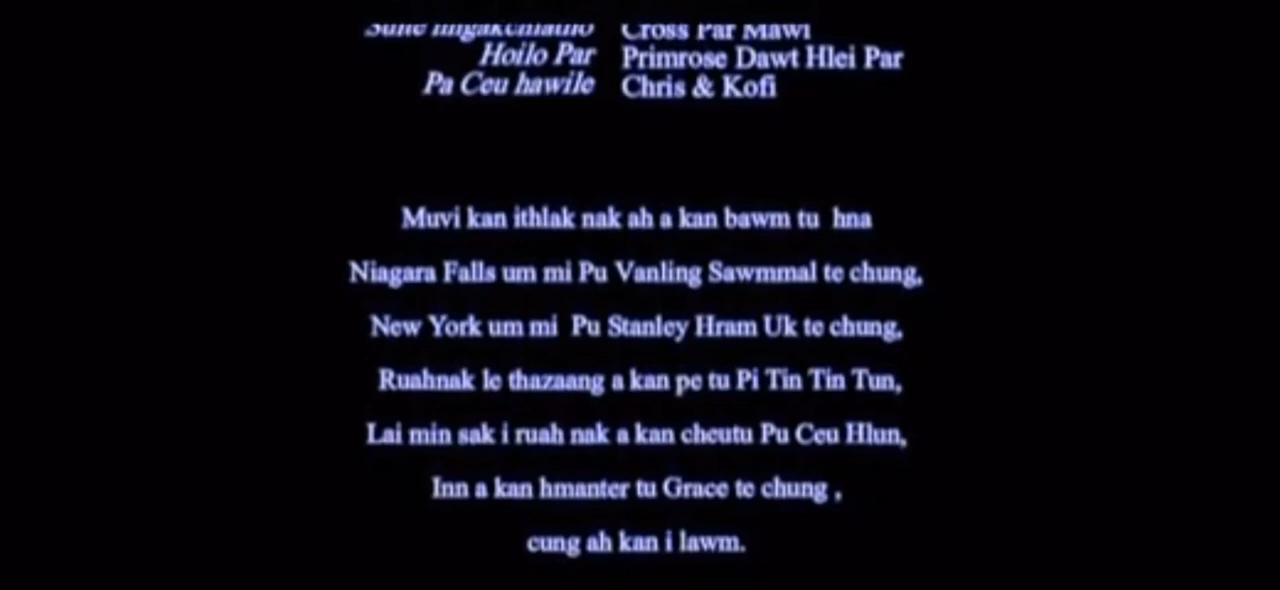 Cross Par Mawi
Hoilo Par Primrose Dawt Hlei Par
Pa Ceu hawile Chris & Kofi
Muvi kan ithlak nak ah a kan bawm tu hna
Niagara Falls um mi Pu Vanling Sawmmal te chung,
New York um mi Pu Stanley Hram Uk te chung,
Ruahnak le thazaang a kan pe tu Pi Tin Tin Tun,
Lai min sak i ruah nak a kan cheutu Pu Ceu Hlun,
Inn a kan hmanter tu Grace te chung ,
cung ah kan i lawm.